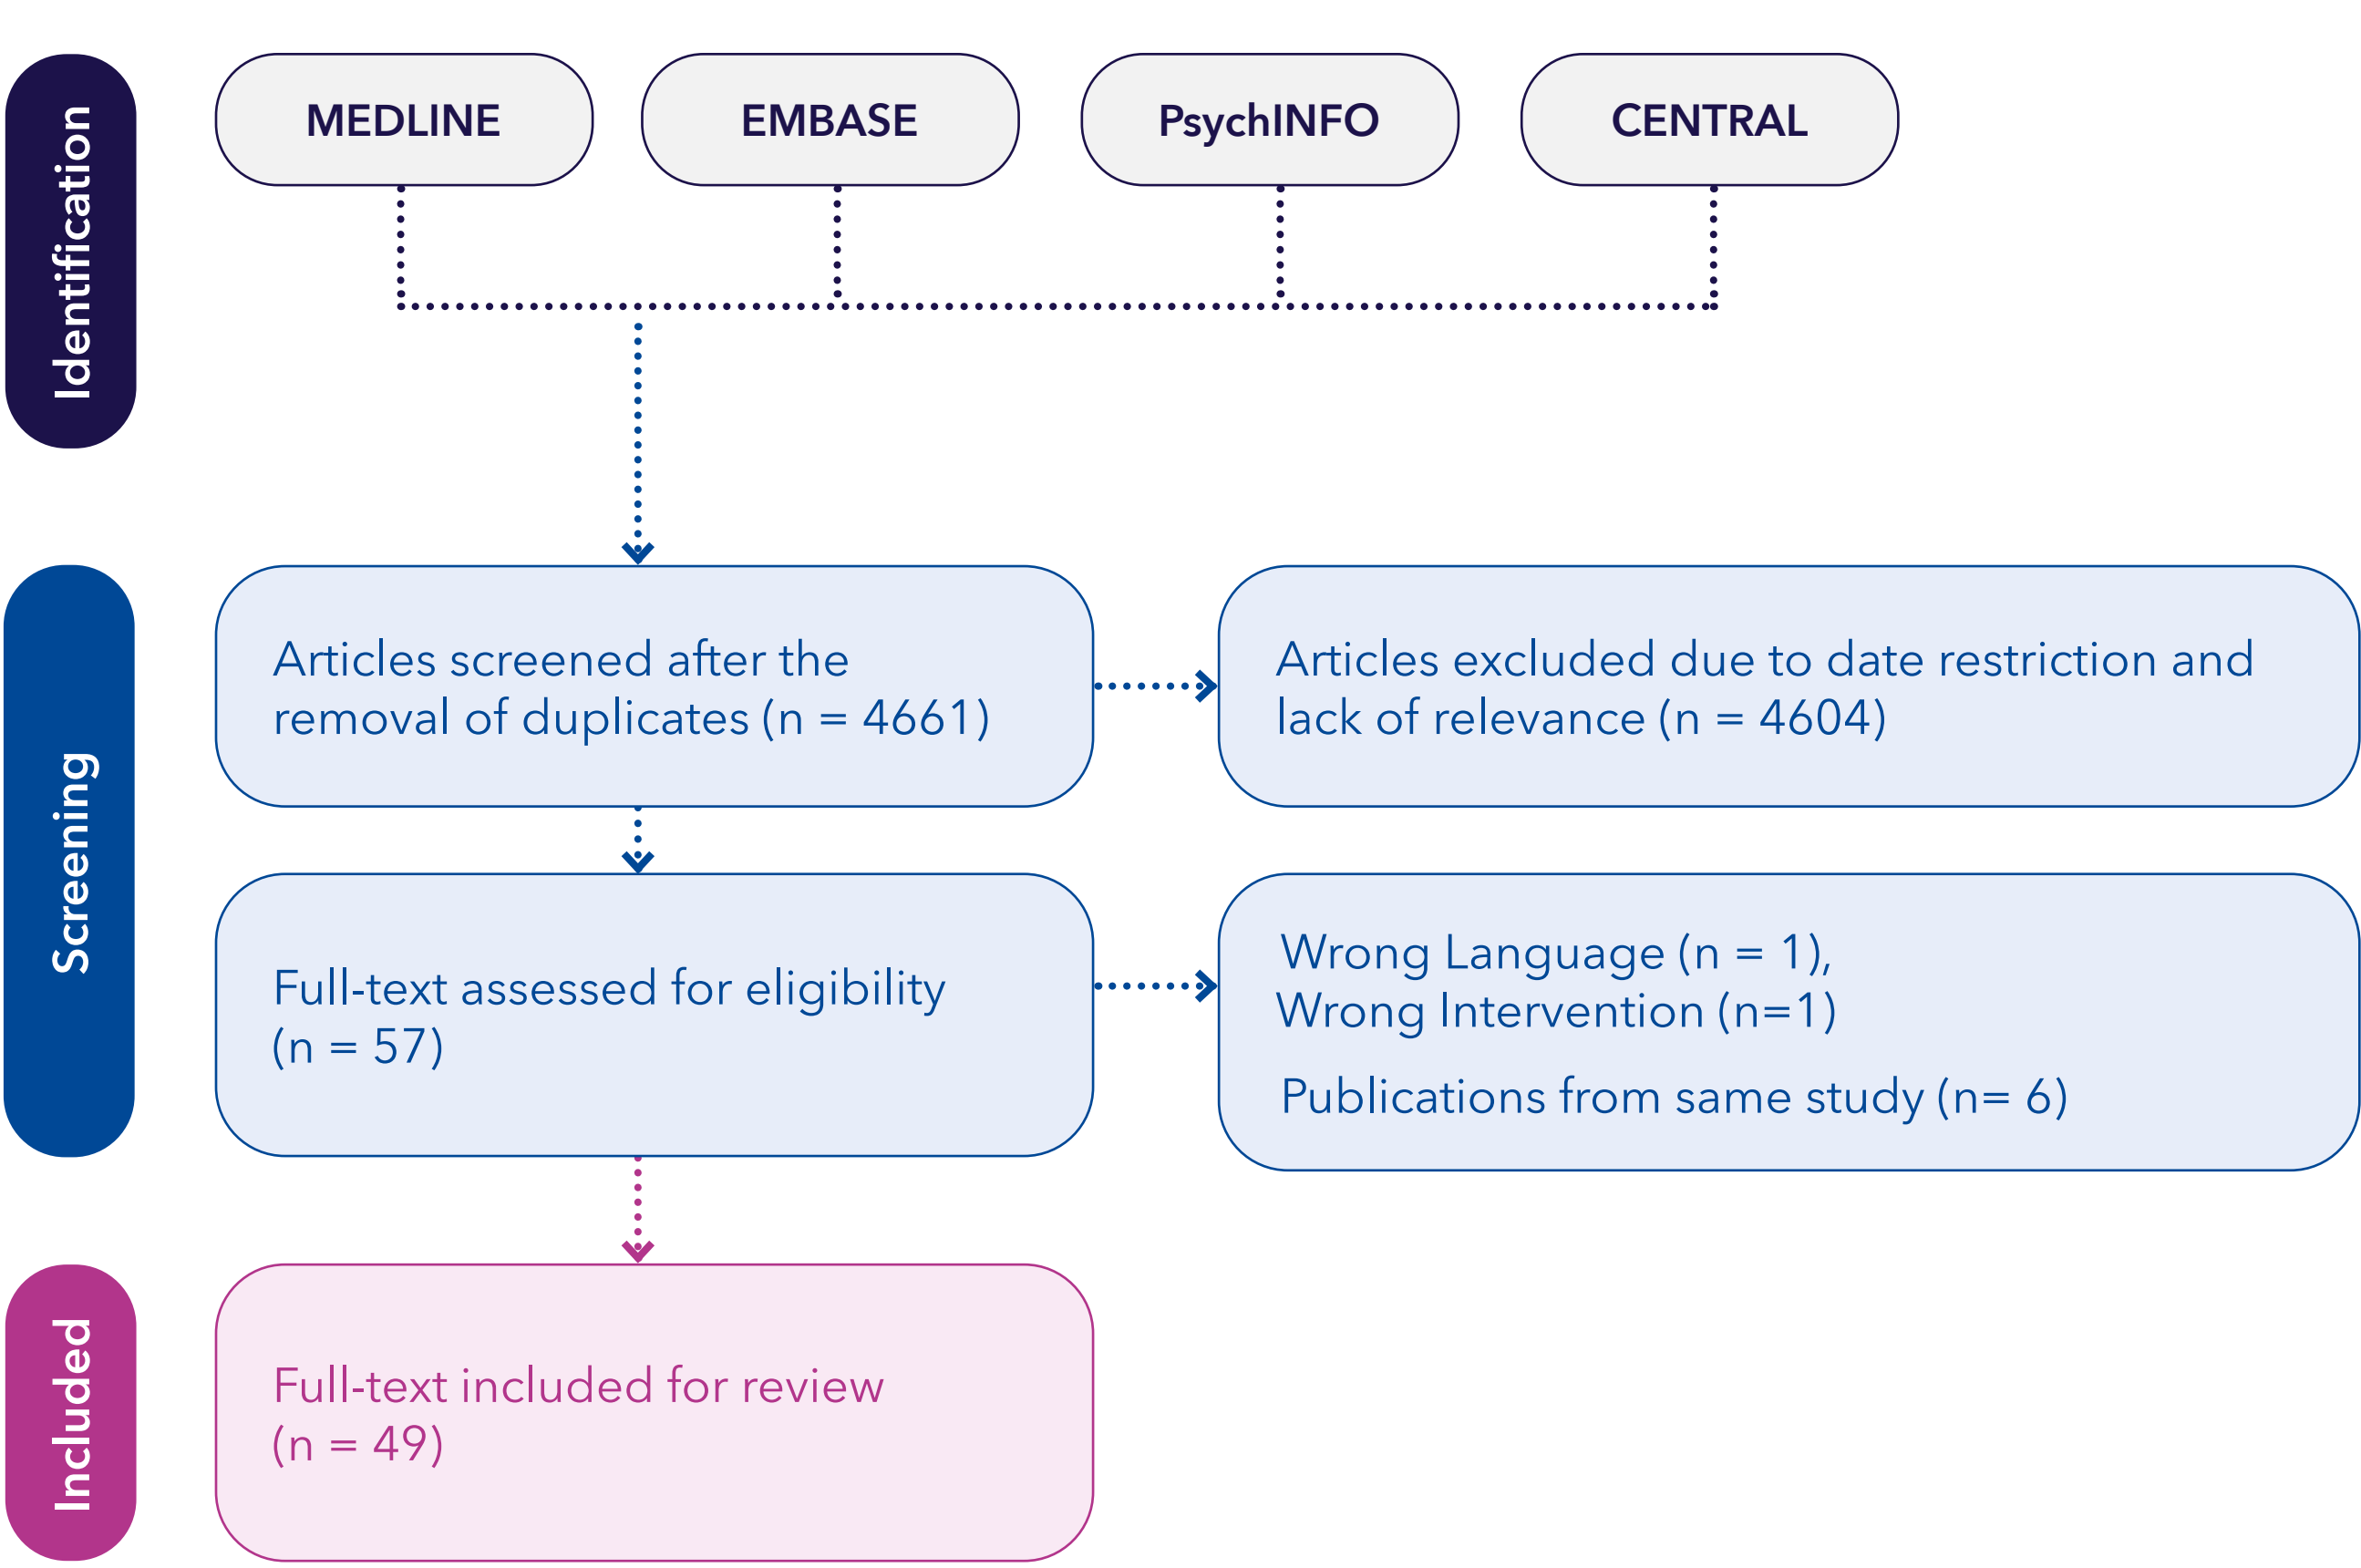 Identification
MEDLINE
EMBASE
PsychINFO
CENTRAL
Screening
Articles screened after the
removal of duplicates (n = 4661)
Articles excluded due to date restriction and
lack of relevance (n = 4604)
Full-text assessed for eligibility
(n = 57)
Wrong Language (n = 1),
Wrong Intervention (n=1)
Publications from same study (n= 6)
Included
Full-text included for review
(n = 49)